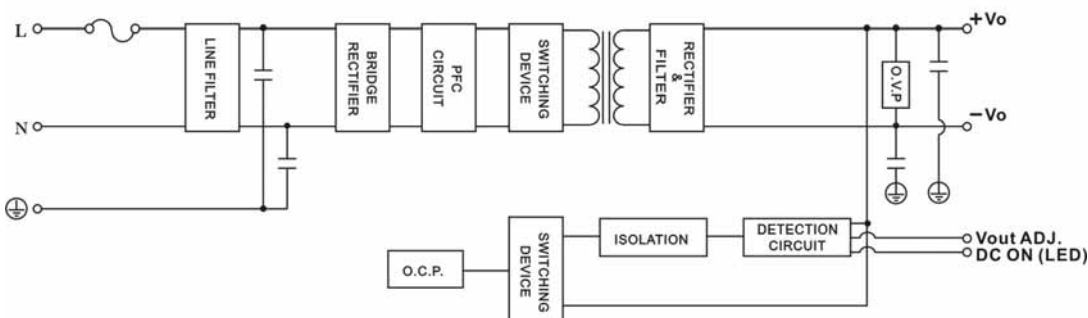 L
N
LINE FILTER
BRIDGE
RECTIFIER
PFC
CIRCUIT
SWITCHING
DEVICE
RECTIFIER
&
FILTER
O.V.P
+Vo
−Vo
O.C.P.
SWITCHING
DEVICE
ISOLATION
DETECTION
CIRCUIT
Vout ADJ.
DC ON (LED)